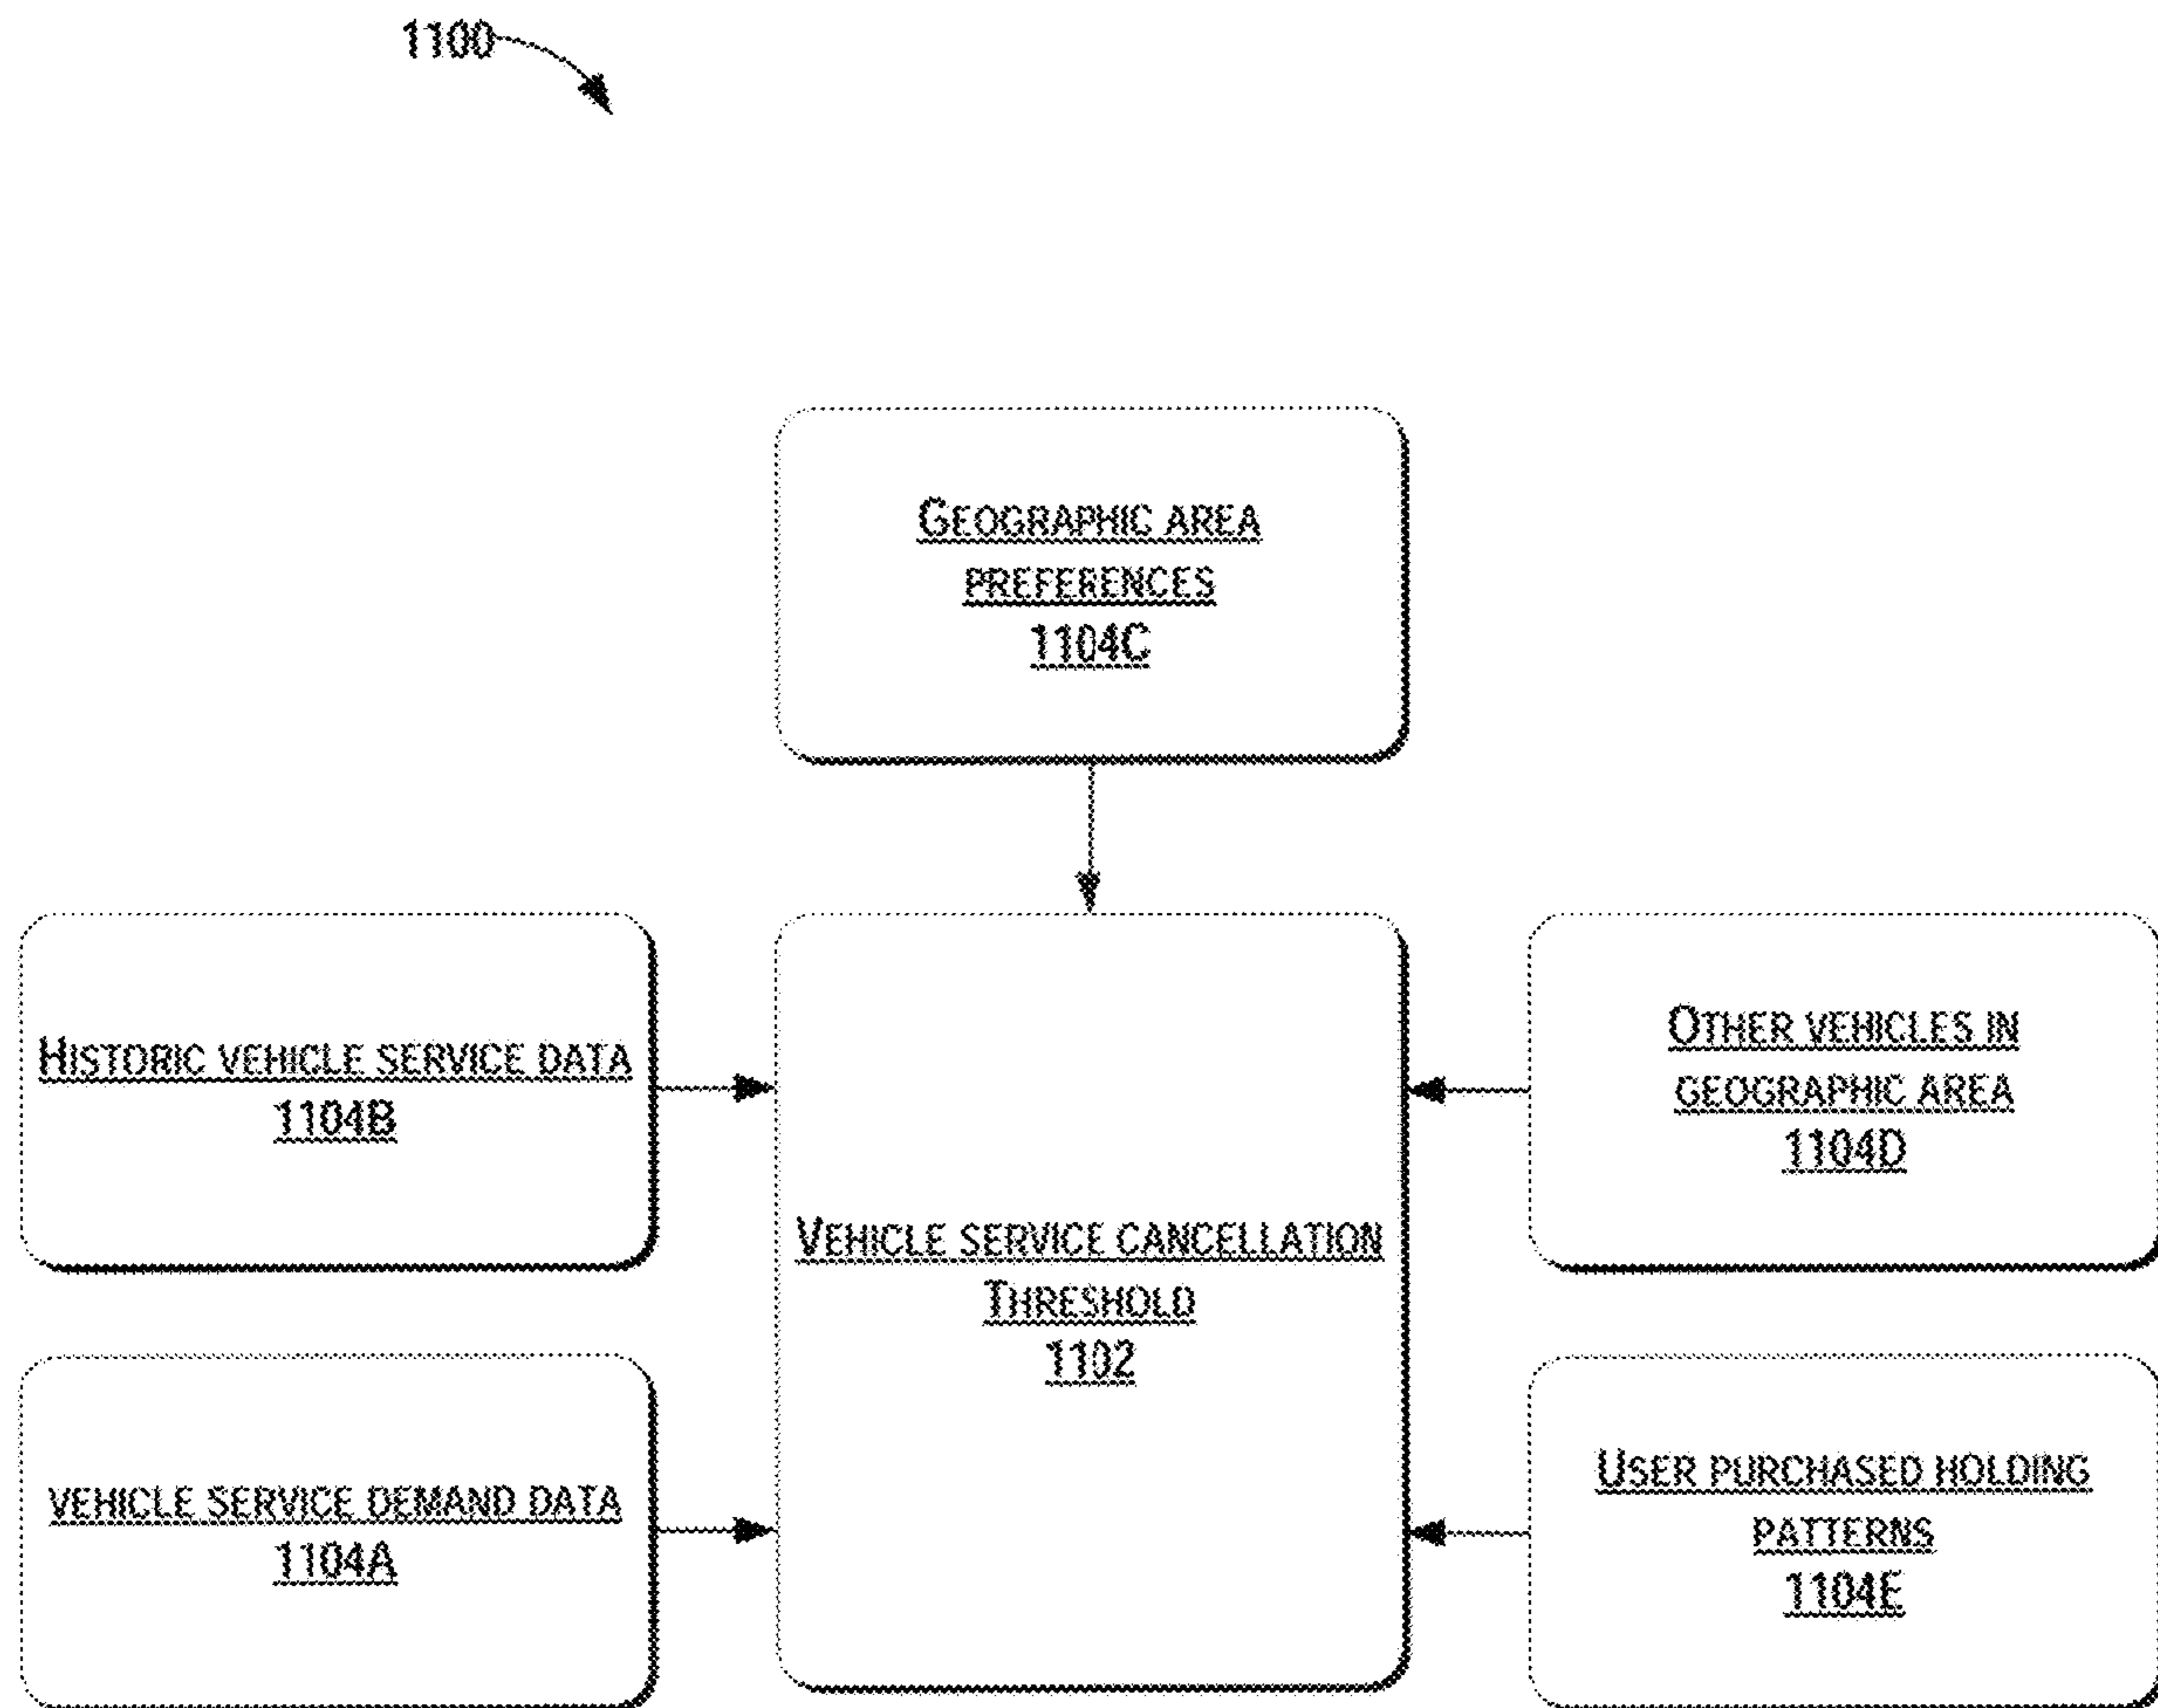 1100
GEOGRAPHIC AREA
PREFERENCES
1104C
HISTORIC VEHICLE SERVICE DATA
1104B
VEHICLE SERVICE CANCELLATION
THRESHOLD
1102
OTHER VEHICLES IN
GEOGRAPHIC AREA
1104D
VEHICLE SERVICE DEMAND DATA
1104A
USER PURCHASED HOLDING
PATTERNS
1104E